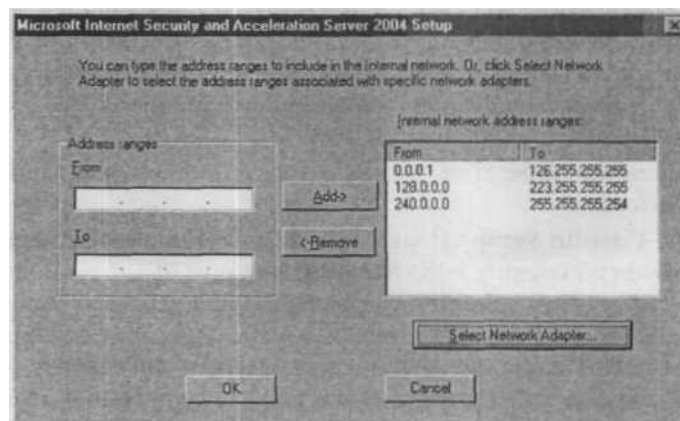 Microsoft Internet Security and Acceleration Server 2004 Setup
You can type the address ranges to include in the Internal network. Or, click Select Network
Adapter to select the address ranges associated with specific network adapters.
Internal network address ranges:
Address ranges
From
To
Add->
<-Remove
From To
0.0.0.1 126.255.255.255
128.0.0.0 223.255.255.255
240.0.0.0 255.255.255.254
Select Network Adapter...
OK
Cancel